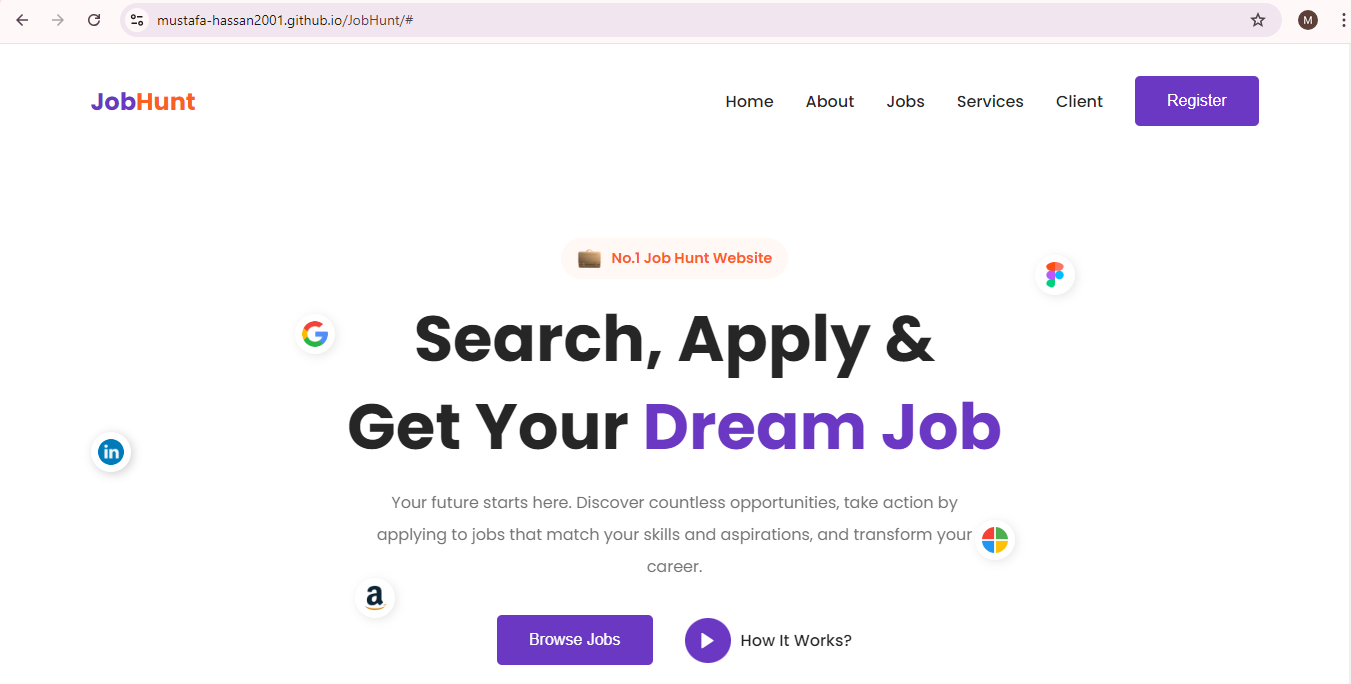 mustafa-hassan2001.github.io/JobHunt/#
M
JobHunt
Home About Jobs Services Client Register
No.1 Job Hunt Website
Search, Apply &
Get Your Dream Job
in
Your future starts here. Discover countless opportunities, take action by
applying to jobs that match your skills and aspirations, and transform your
career.
a
Browse Jobs How It Works?